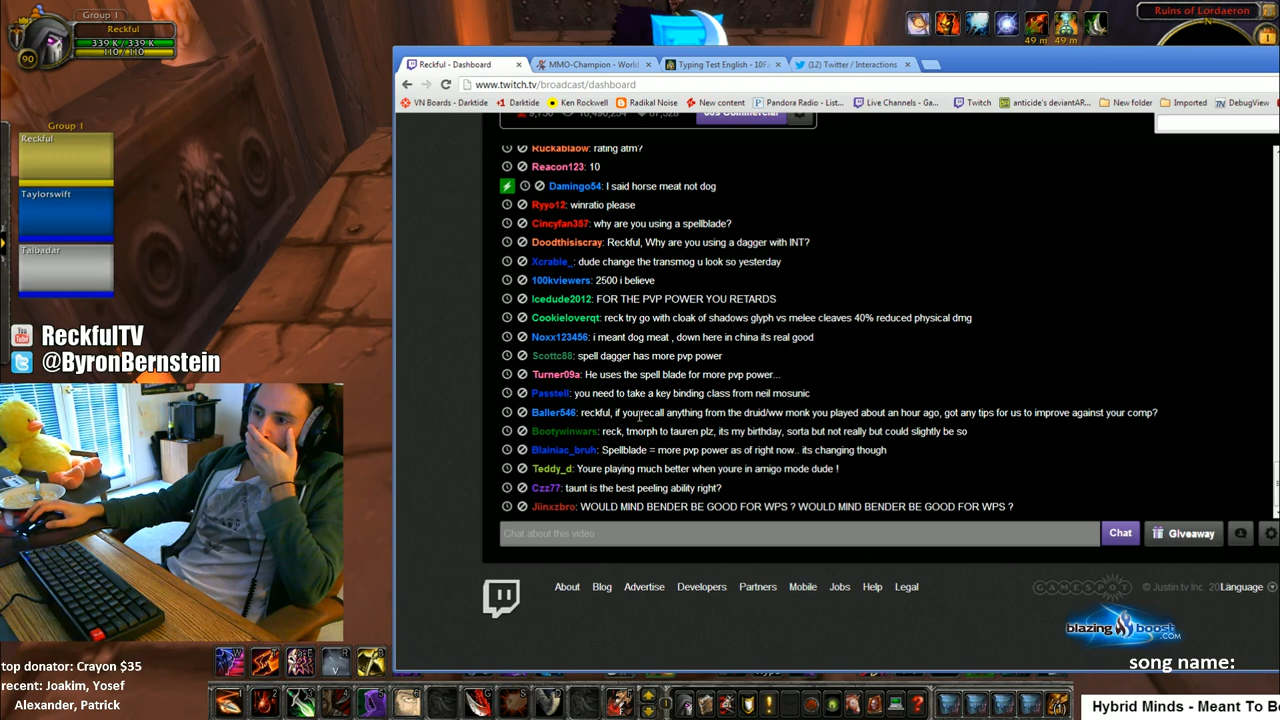 Group 1
Reckful
339 K / 339 K
110 / 110
90
49 m 49 m
Ruins of Lordaeron
Group 1
Reckful
Taylorswift
Talbadar
ReckfulTV
@ByronBernstein
Reckful - Dashboard
MMO-Champion - World
Typing Test English - 10Fa
(12) Twitter / Interactions
www.twitch.tv/broadcast/dashboard
VN Boards - Darktide
Darktide
Ken Rockwell
Radikal Noise
New content
Pandora Radio - List...
Live Channels - Ga...
Twitch
anticide's deviantAR...
New folder
Imported
DebugView
Ruckablaow: rating atm?
Reacon123: 10
Damingo54: I said horse meat not dog
Ryyo12: winratio please
Cincyfan357: why are you using a spellblade?
Doodthisiscray: Reckful, Why are you using a dagger with INT?
Xcrable_: dude change the transmog u look so yesterday
100kviewers: 2500 i believe
Icedude2012: FOR THE PVP POWER YOU RETARDS
Cookieloverqt: reck try go with cloak of shadows glyph vs melee cleaves 40% reduced physical dmg
Noxx123456: i meant dog meat , down here in china its real good
Scottc88: spell dagger has more pvp power
Turner09a: He uses the spell blade for more pvp power...
Passtell: you need to take a key binding class from neil mosunic
Baller546: reckful, if you recall anything from the druid/ww monk you played about an hour ago, got any tips for us to improve against your comp?
Bootywinwars: reck, tmorph to tauren plz, its my birthday, sorta but not really but could slightly be so
Blainiac_bruh: Spellblade = more pvp power as of right now.. its changing though
Teddy_d: Youre playing much better when youre in amigo mode dude !
Czz77: taunt is the best peeling ability right?
Jiinxzbro: WOULD MIND BENDER BE GOOD FOR WPS ? WOULD MIND BENDER BE GOOD FOR WPS ?
Chat about this video
Chat
Giveaway
About
Blog
Advertise
Developers
Partners
Mobile
Jobs
Help
Legal
GAMESPOT
© Justin.tv Inc. 20
Language
blazing boost .COM
top donator: Crayon $35
recent: Joakim, Yosef
Alexander, Patrick
song name:
Hybrid Minds - Meant To B